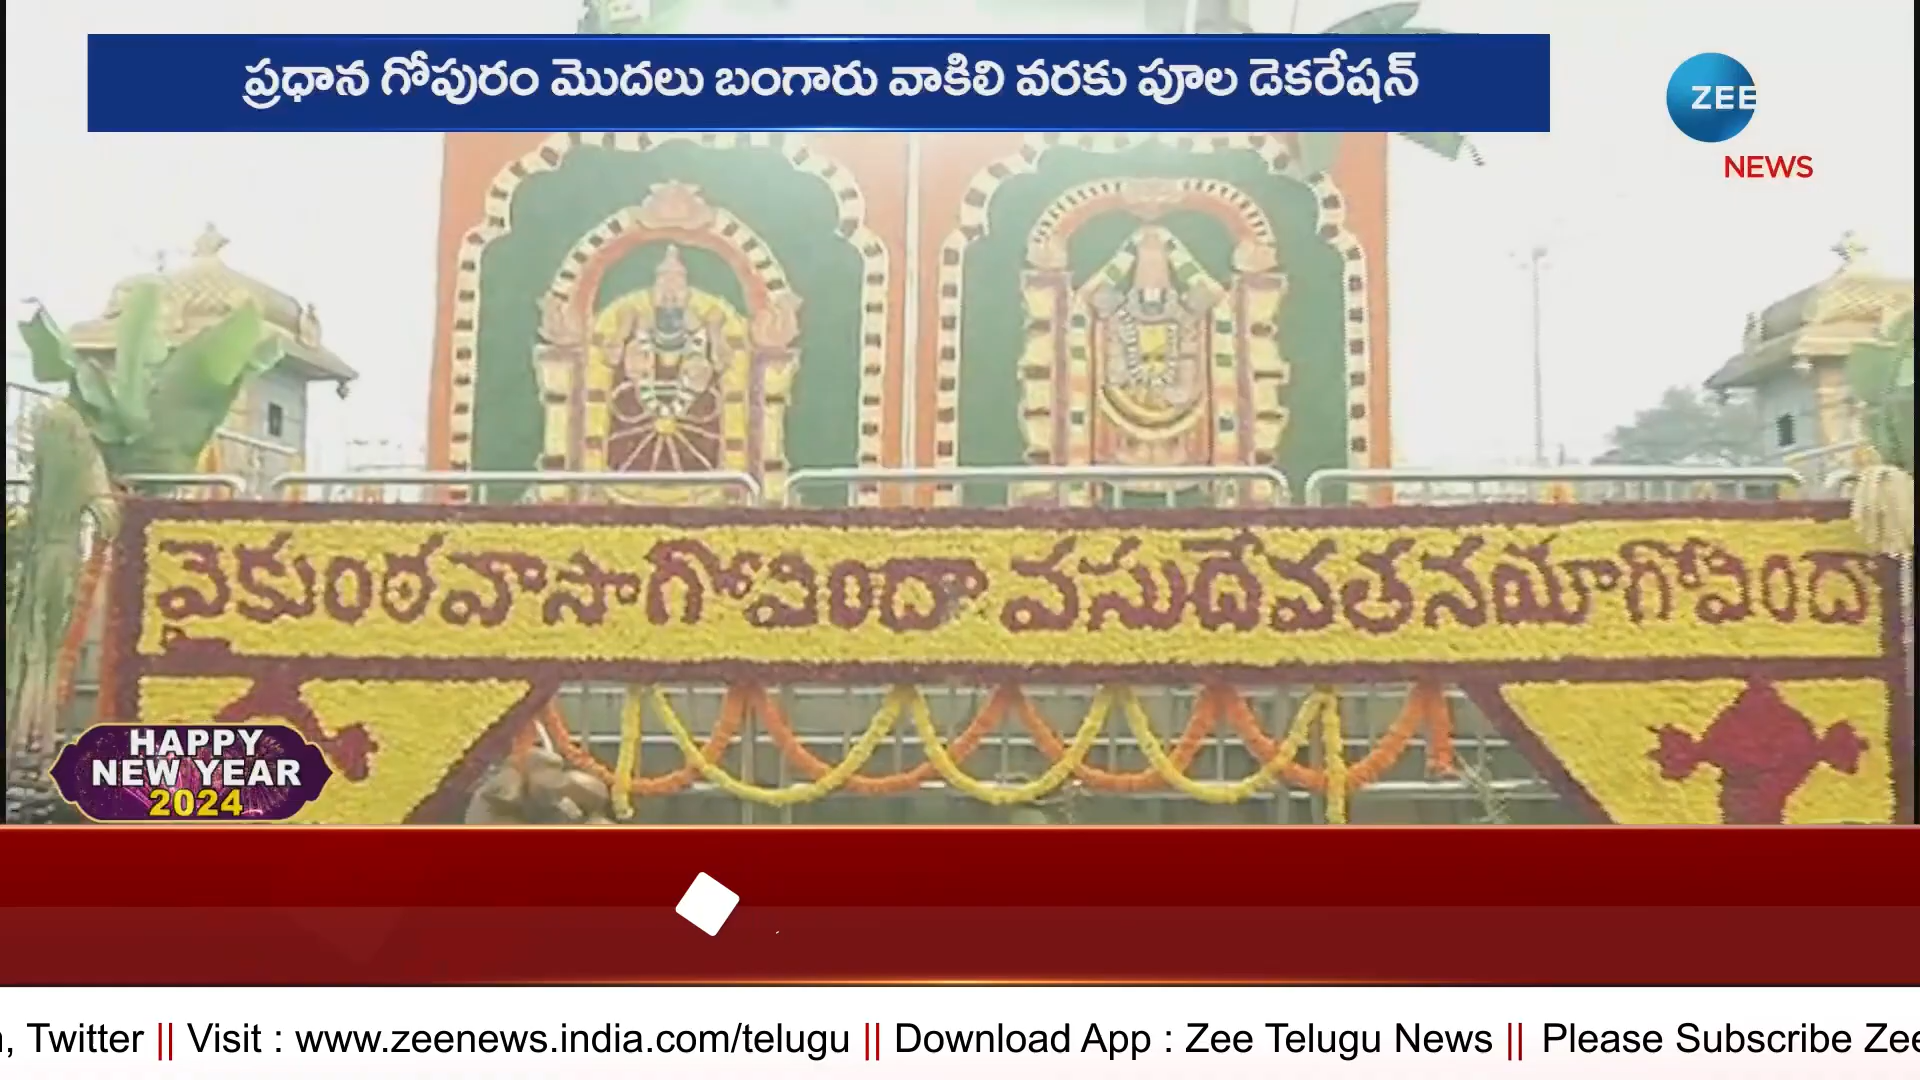 ప్రధాన గోపురం మొదలు బంగారు వాకిలి వరకు పూల డెకరేషన్
ZEE
NEWS
వైకుంఠవాసా గోవిందా వసుదేవతనయా గోవిందా
HAPPY
NEW YEAR
2024
, Twitter || Visit : www.zeenews.india.com/telugu || Download App : Zee Telugu News || Please Subscribe Zee